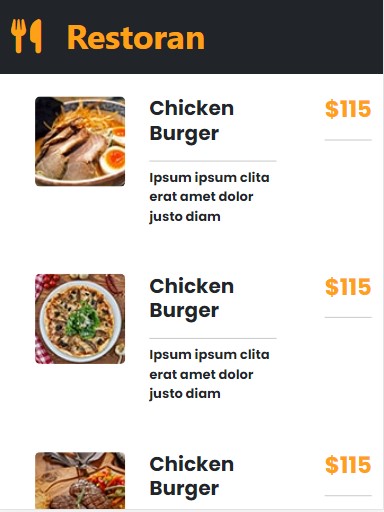 Restoran
Chicken
Burger
$115
Ipsum ipsum clita
erat amet dolor
justo diam
Chicken
Burger
$115
Ipsum ipsum clita
erat amet dolor
justo diam
Chicken
Burger
$115